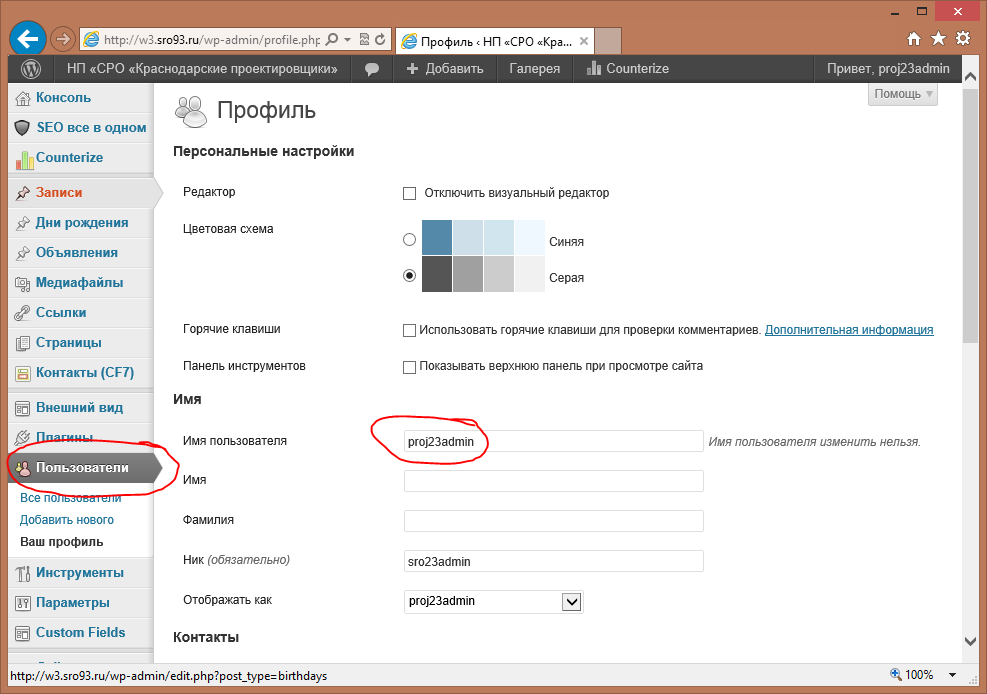 http://w3.sro93.ru/wp-admin/profile.php
Профиль ‹ НП «СРО «Кра...
НП «СРО «Краснодарские проектировщики»
Добавить
Галерея
Counterize
Привет, proj23admin
Помощь
Консоль
SEO все в одном
Counterize
Записи
Дни рождения
Объявления
Медиафайлы
Ссылки
Страницы
Контакты (CF7)
Внешний вид
Плагины
Пользователи
Все пользователи
Добавить нового
Ваш профиль
Инструменты
Параметры
Custom Fields
Профиль
Персональные настройки
Редактор
Отключить визуальный редактор
Цветовая схема
Синяя
Серая
Горячие клавиши
Использовать горячие клавиши для проверки комментариев. Дополнительная информация
Панель инструментов
Показывать верхнюю панель при просмотре сайта
Имя
Имя пользователя
proj23admin
Имя пользователя изменить нельзя.
Имя
Фамилия
Ник (обязательно)
sro23admin
Отображать как
proj23admin
Контакты
http://w3.sro93.ru/wp-admin/edit.php?post_type=birthdays
100%